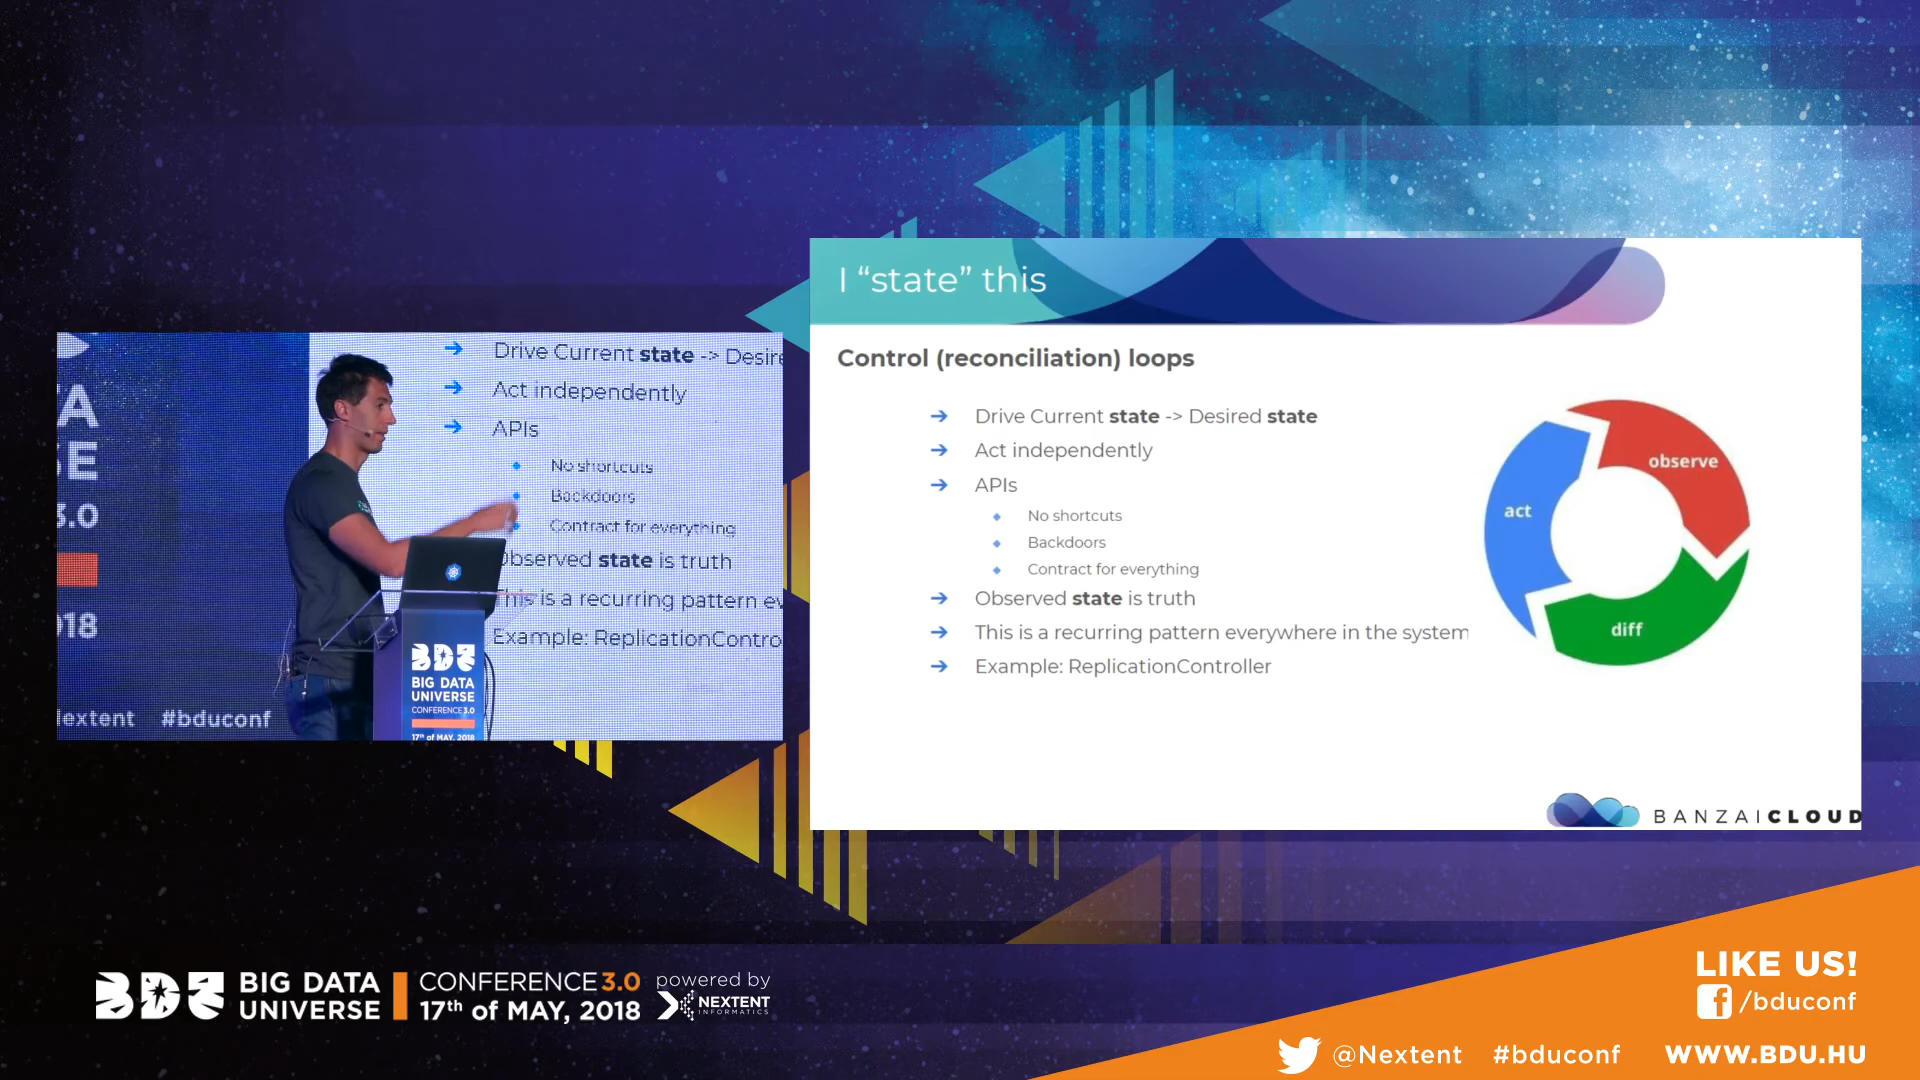 I “state” this
Control (reconciliation) loops
Drive Current state -> Desired state
Act independently
APIs
No shortcuts
Backdoors
Contract for everything
Observed state is truth
This is a recurring pattern everywhere in the system
Example: ReplicationController
observe
act
diff
BANZAICLOUD
Drive Current state -> Desire
Act independently
APIs
No shortcuts
Backdoors
Contract for everything
Observed state is truth
This is a recurring pattern ev
Example: ReplicationContro
A
SE
3.0
018
lextent #bduconf
BDU
BIG DATA
UNIVERSE
CONFERENCE 3.0
17th of MAY, 2018
BDU BIG DATA UNIVERSE
CONFERENCE 3.0
17th of MAY, 2018
powered by
NEXTENT
INFORMATICS
LIKE US!
/bduconf
@Nextent #bduconf WWW.BDU.HU